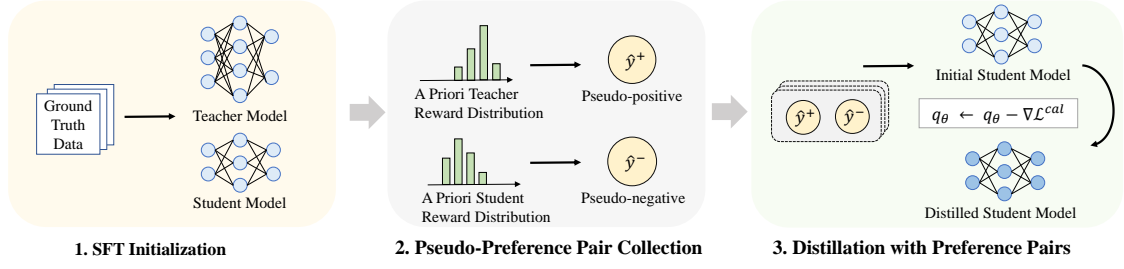 Ground
Truth
Data
Teacher Model
Student Model
1. SFT Initialization
A Priori Teacher
Reward Distribution
ŷ⁺
Pseudo-positive
A Priori Student
Reward Distribution
ŷ⁻
Pseudo-negative
2. Pseudo-Preference Pair Collection
ŷ⁺ ŷ⁻
Initial Student Model
q_θ ← q_θ − ∇ℒ^cal
Distilled Student Model
3. Distillation with Preference Pairs